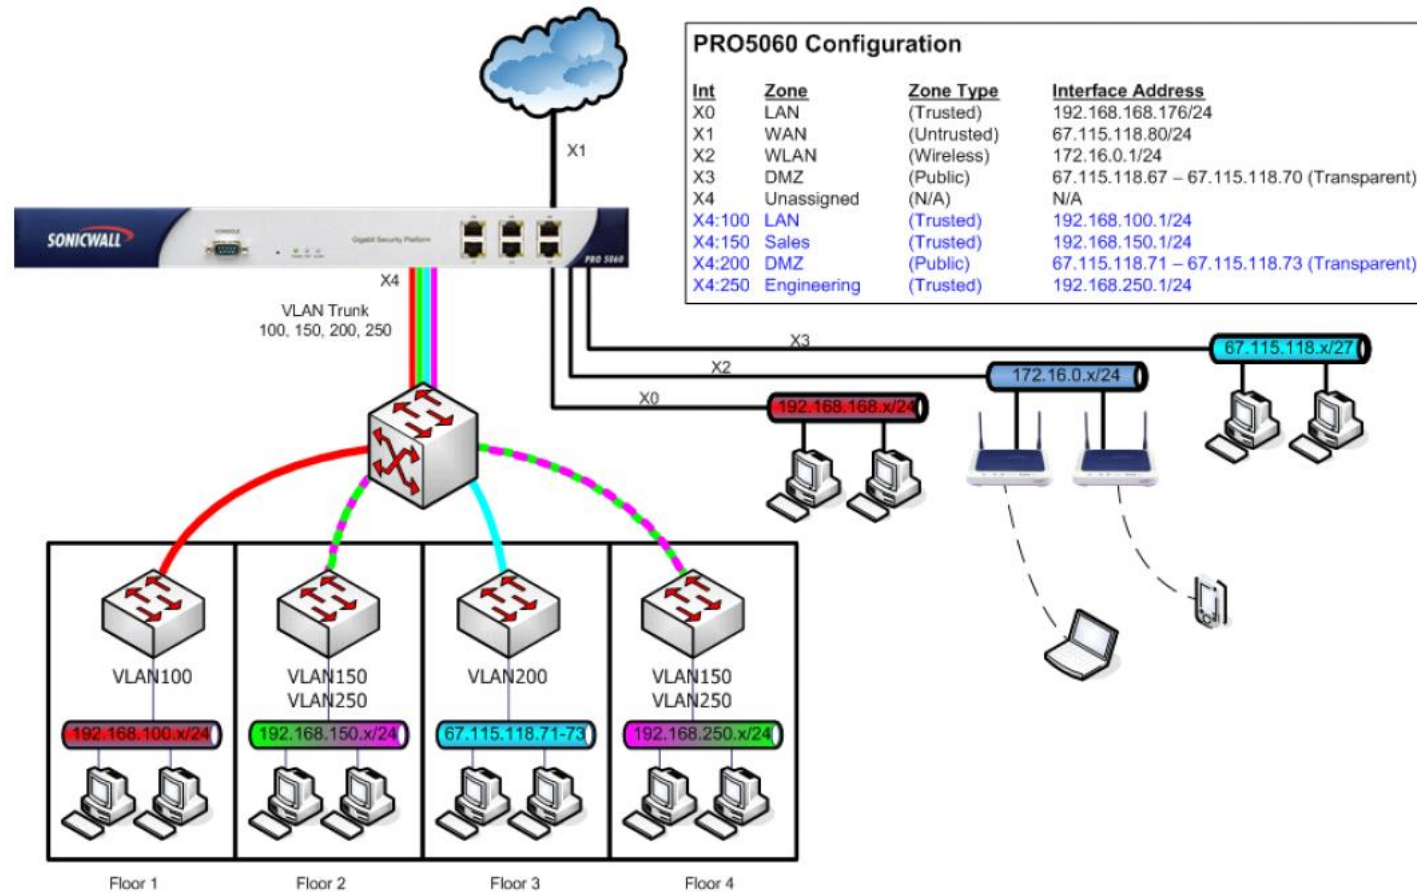 PRO5060 Configuration
Int Zone Zone Type Interface Address
X0 LAN (Trusted) 192.168.168.176/24
X1 WAN (Untrusted) 67.115.118.80/24
X2 WLAN (Wireless) 172.16.0.1/24
X3 DMZ (Public) 67.115.118.67 – 67.115.118.70 (Transparent)
X4 Unassigned (N/A) N/A
X4:100 LAN (Trusted) 192.168.100.1/24
X4:150 Sales (Trusted) 192.168.150.1/24
X4:200 DMZ (Public) 67.115.118.71 – 67.115.118.73 (Transparent)
X4:250 Engineering (Trusted) 192.168.250.1/24
X1
SONICWALL
CONSOLE
Gigabit Security Platform
PRO 5060
X4
VLAN Trunk
100, 150, 200, 250
X3
67.115.118.x/27
X2
172.16.0.x/24
X0
192.168.168.x/24
VLAN100
VLAN150
VLAN250
VLAN200
VLAN150
VLAN250
192.168.100.x/24
192.168.150.x/24
67.115.118.71-73
192.168.250.x/24
Floor 1
Floor 2
Floor 3
Floor 4